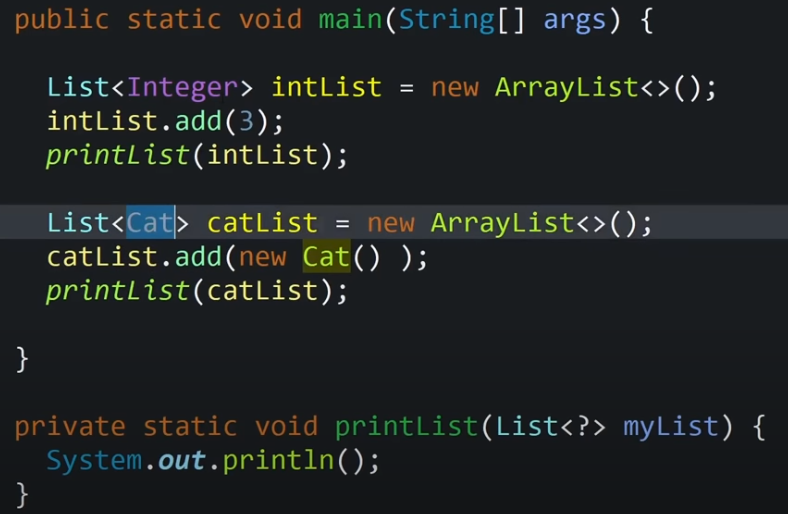 public static void main(String[] args) {
List<Integer> intList = new ArrayList<>();
intList.add(3);
printList(intList);
List<Cat> catList = new ArrayList<>();
catList.add(new Cat() );
printList(catList);
}
private static void printList(List<?> myList) {
System.out.println();
}